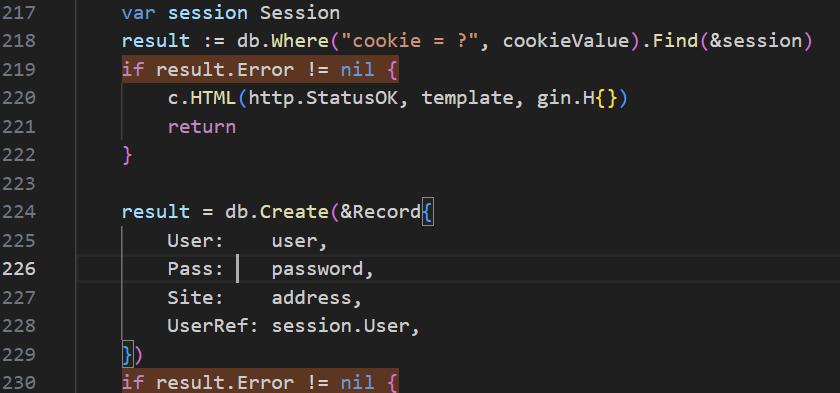 217 var session Session
218 result := db.Where("cookie = ?", cookieValue).Find(&session)
219 if result.Error != nil {
220 c.HTML(http.StatusOK, template, gin.H{})
221 return
222 }
223
224 result = db.Create(&Record{
225 User: user,
226 Pass: password,
227 Site: address,
228 UserRef: session.User,
229 })
230 if result.Error != nil {